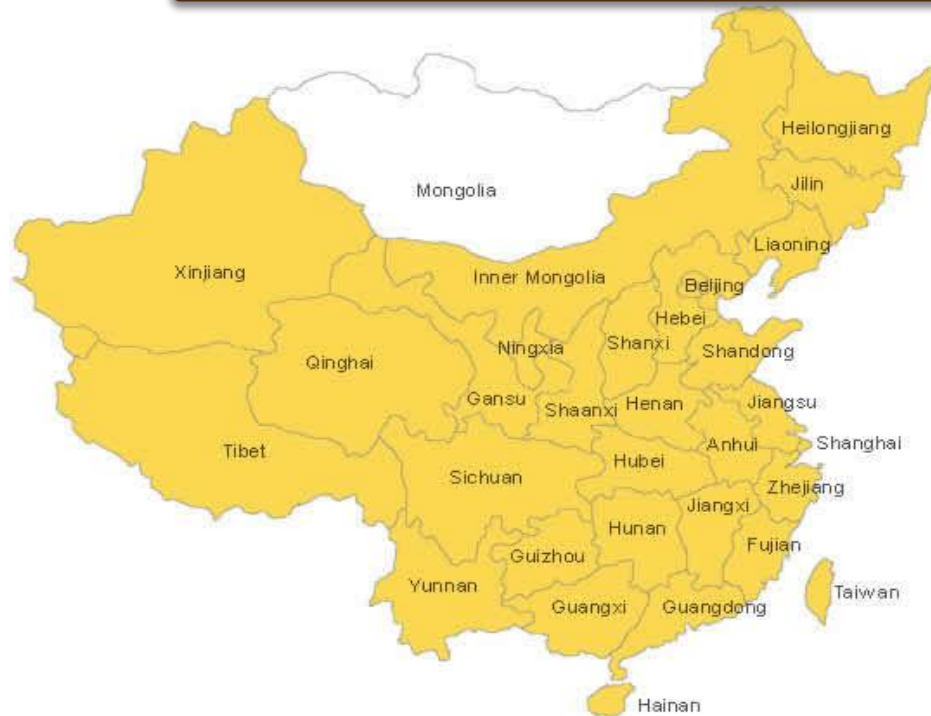 Heilongjiang
Mongolia
Jilin
Liaoning
Xinjiang
Inner Mongolia
Beijing
Hebei
Ningxia
Shanxi
Shandong
Qinghai
Gansu
Shaanxi
Henan
Jiangsu
Tibet
Anhui
Shanghai
Hubei
Sichuan
Zhejiang
Jiangxi
Hunan
Fujian
Guizhou
Yunnan
Taiwan
Guangxi
Guangdong
Hainan